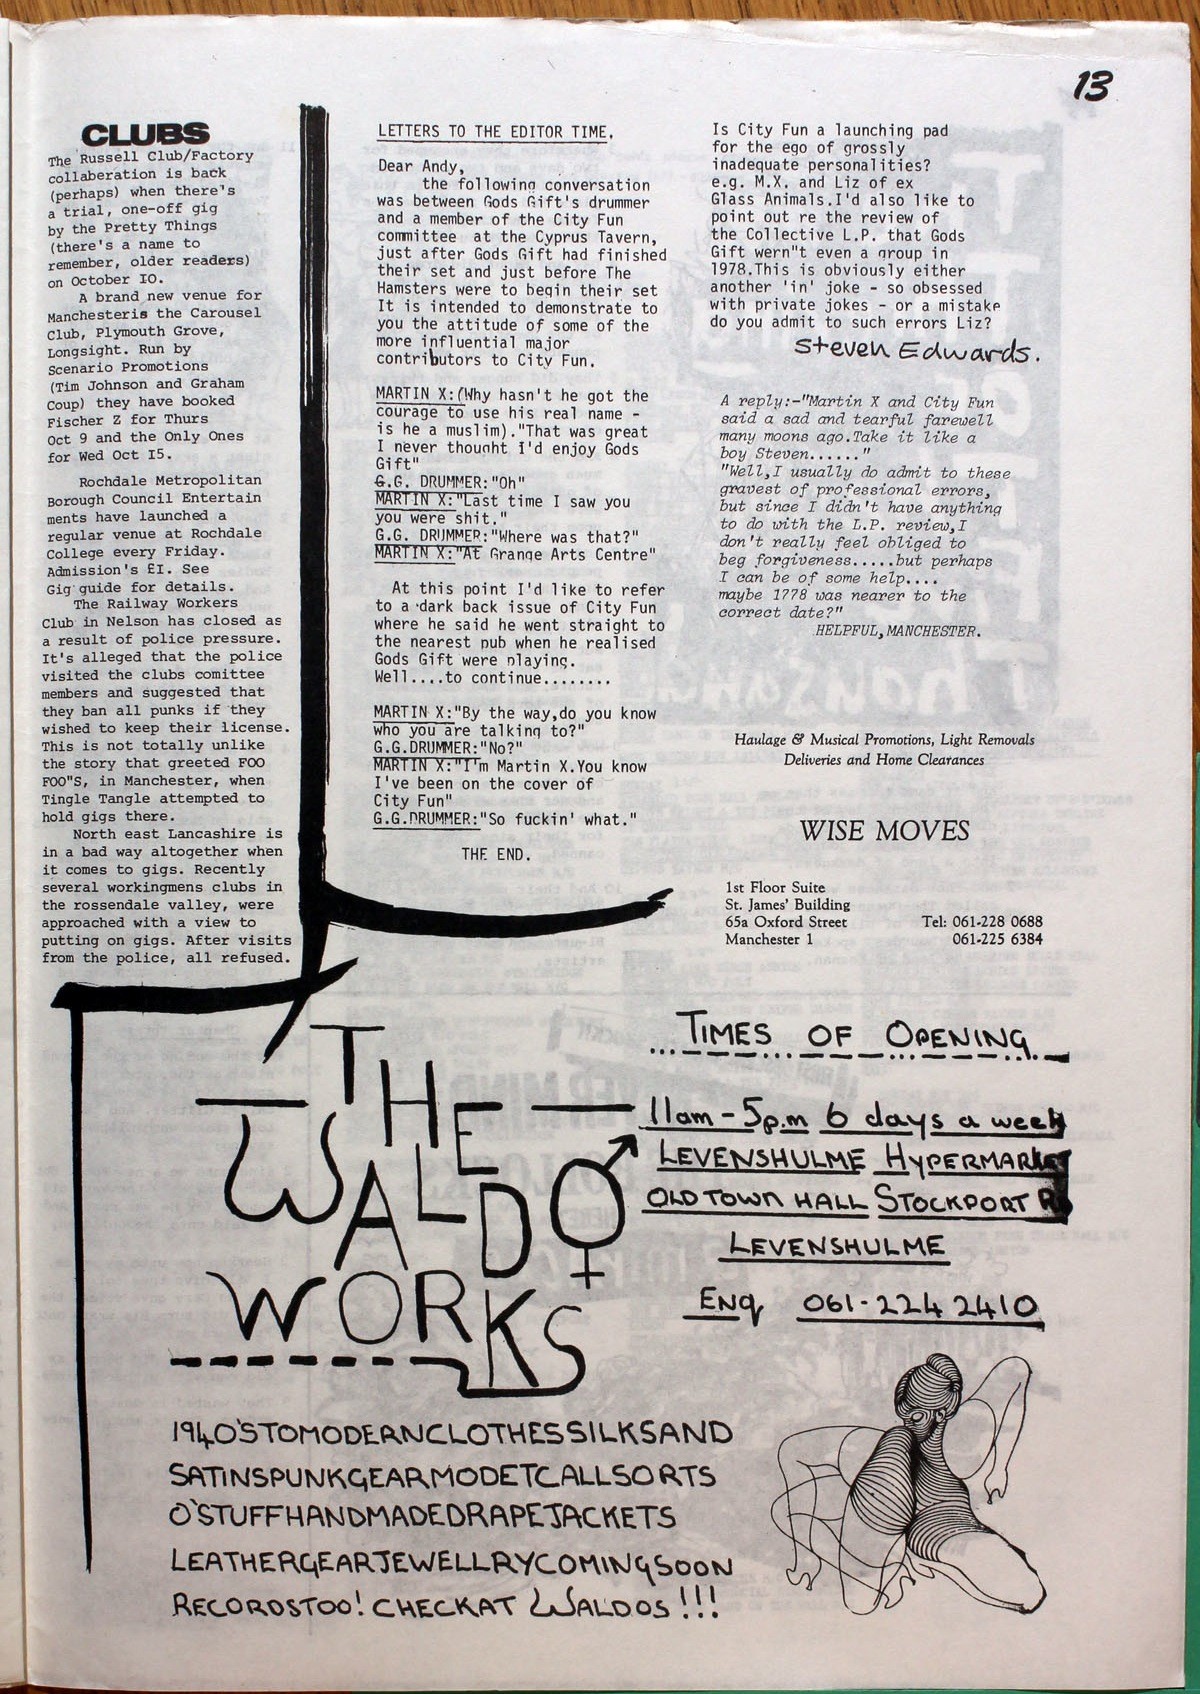 13
CLUBS
The Russell Club/Factory
collaberation is back
(perhaps) when there's
a trial, one-off gig
by the Pretty Things
(there's a name to
remember, older readers)
on October IO.
A brand new venue for
Manchesteris the Carousel
Club, Plymouth Grove,
Longsight. Run by
Scenario Promotions
(Tim Johnson and Graham
Coup) they have booked
Fischer Z for Thurs
Oct 9 and the Only Ones
for Wed Oct I5.
Rochdale Metropolitan
Borough Council Entertain
ments have launched a
regular venue at Rochdale
College every Friday.
Admission's £I. See
Gig guide for details.
The Railway Workers
Club in Nelson has closed as
a result of police pressure.
It's alleged that the police
visited the clubs comittee
members and suggested that
they ban all punks if they
wished to keep their license.
This is not totally unlike
the story that greeted FOO
FOO"S, in Manchester, when
Tingle Tangle attempted to
hold gigs there.
North east Lancashire is
in a bad way altogether when
it comes to gigs. Recently
several workingmens clubs in
the rossendale valley, were
approached with a view to
putting on gigs. After visits
from the police, all refused.
LETTERS TO THE EDITOR TIME.
Dear Andy,
the following conversation
was between Gods Gift's drummer
and a member of the City Fun
committee at the Cyprus Tavern,
just after Gods Gift had finished
their set and just before The
Hamsters were to begin their set
It is intended to demonstrate to
you the attitude of some of the
more influential major
contributors to City Fun.
MARTIN X:(Why hasn't he got the
courage to use his real name -
is he a muslim)."That was great
I never thought I'd enjoy Gods
Gift"
G.G. DRUMMER:"Oh"
MARTIN X:"Last time I saw you
you were shit."
G.G. DRUMMER:"Where was that?"
MARTIN X:"At Grange Arts Centre"
At this point I'd like to refer
to a dark back issue of City Fun
where he said he went straight to
the nearest pub when he realised
Gods Gift were playing.
Well....to continue........
MARTIN X:"By the way,do you know
who you are talking to?"
G.G.DRUMMER:"No?"
MARTIN X:"I'm Martin X.You know
I've been on the cover of
City Fun"
G.G.DRUMMER:"So fuckin' what."
THE END.
Is City Fun a launching pad
for the ego of grossly
inadequate personalities?
e.g. M.X. and Liz of ex
Glass Animals.I'd also like to
point out re the review of
the Collective L.P. that Gods
Gift wern"t even a group in
1978.This is obviously either
another 'in' joke - so obsessed
with private jokes - or a mistake
do you admit to such errors Liz?
Steven Edwards.
A reply:-"Martin X and City Fun
said a sad and tearful farewell
many moons ago.Take it like a
boy Steven......"
"Well,I usually do admit to these
gravest of professional errors,
but since I didn't have anything
to do with the L.P. review,I
don't really feel obliged to
beg forgiveness.....but perhaps
I can be of some help....
maybe 1778 was nearer to the
correct date?"
HELPFUL,MANCHESTER.
Haulage & Musical Promotions, Light Removals
Deliveries and Home Clearances
WISE MOVES
1st Floor Suite
St. James' Building
65a Oxford Street Tel: 061-228 0688
Manchester 1 061-225 6384
THE
WALDO
WORKS
TIMES OF OPENING
11am - 5p.m 6 days a week
LEVENSHULME HYPERMARKET
OLD TOWN HALL STOCKPORT RD
LEVENSHULME
ENQ 061-224 2410
1940'STOMODERNCLOTHESSILKSAND
SATINSPUNKGEARMODETCALLSORTS
O'STUFFHANDMADEDRAPEJACKETS
LEATHERGEARJEWELLRYCOMINGSOON
RECORDSTOO! CHECKAT WALDOS!!!